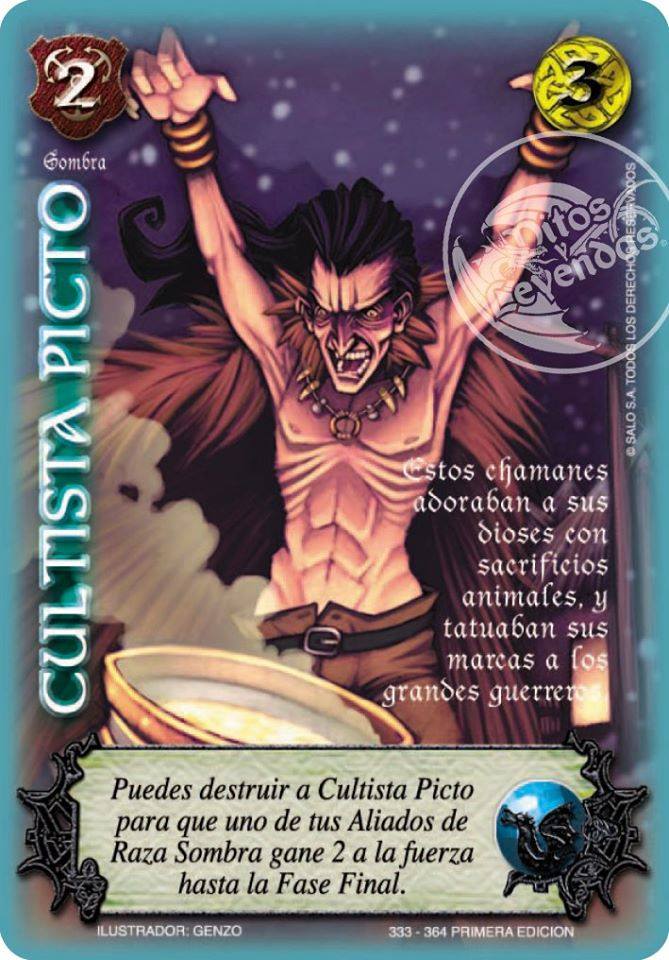 2
3
Sombra
CULTISTA PICTO
Mitos
y
Leyendas
©
© SALO S.A. TODOS LOS DERECHOS RESERVADOS
Estos chamanes
adoraban a sus
dioses con
sacrificios
animales, y
tatuaban sus
marcas a los
grandes guerreros.
Puedes destruir a Cultista Picto
para que uno de tus Aliados de
Raza Sombra gane 2 a la fuerza
hasta la Fase Final.
ILUSTRADOR: GENZO
333 - 364 PRIMERA EDICION